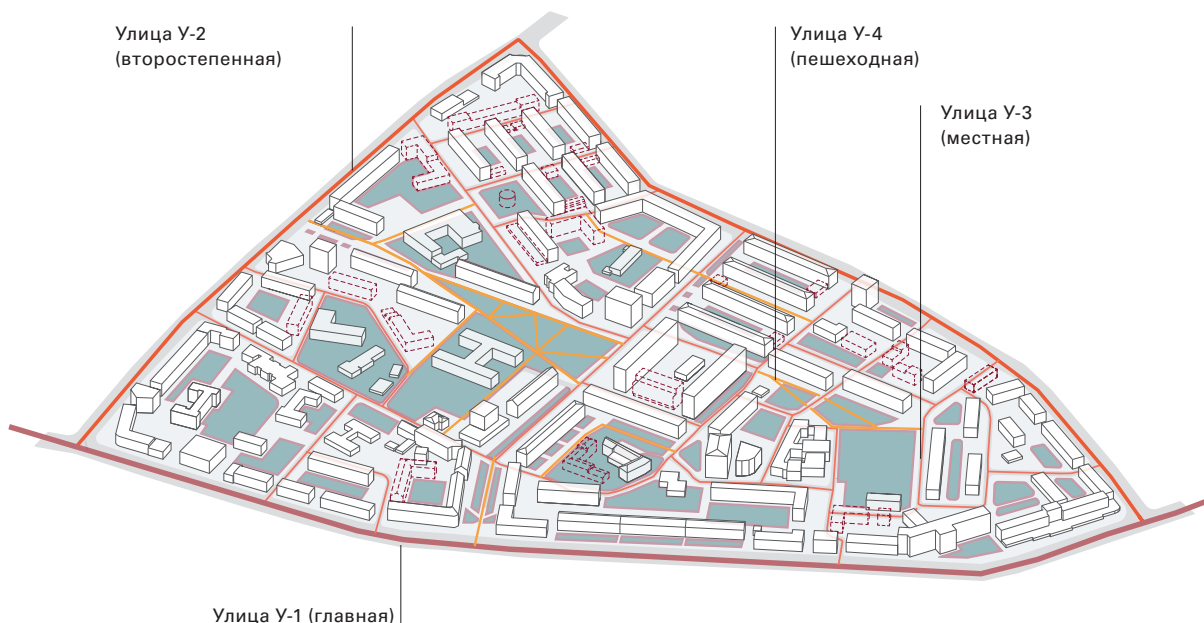 Улица У-2
(второстепенная)
Улица У-4
(пешеходная)
Улица У-3
(местная)
Улица У-1 (главная)